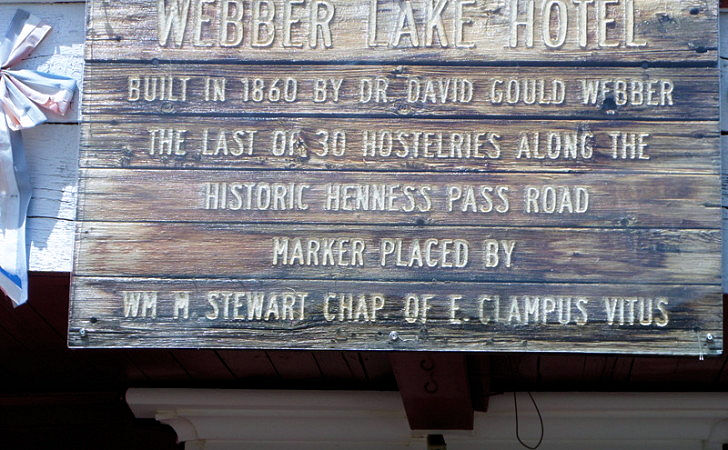 WEBBER LAKE HOTEL
BUILT IN 1860 BY DR. DAVID GOULD WEBBER
THE LAST OF 30 HOSTELRIES ALONG THE
HISTORIC HENNESS PASS ROAD
MARKER PLACED BY
WM M. STEWART CHAP. OF E. CLAMPUS VITUS